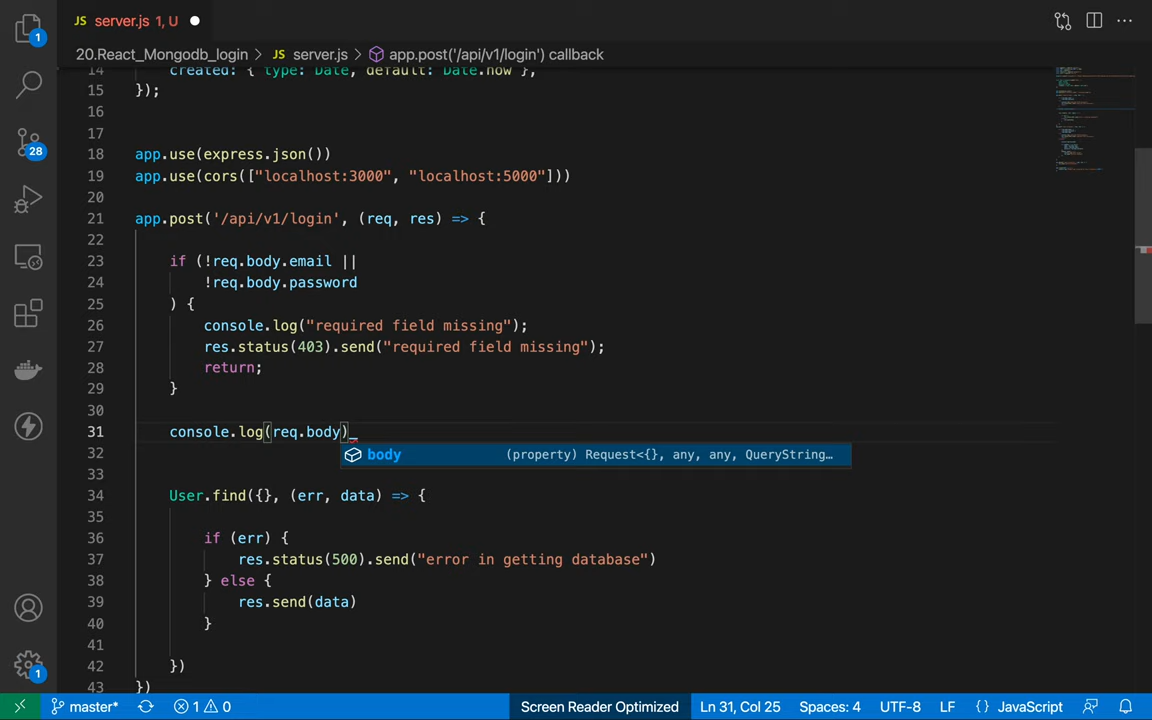 JS server.js 1, U
20.React_Mongodb_login > JS server.js > app.post('/api/v1/login') callback
14 created: { type: Date, default: Date.now },
15 });
16
17
18 app.use(express.json())
19 app.use(cors(["localhost:3000", "localhost:5000"]))
20
21 app.post('/api/v1/login', (req, res) => {
22
23 if (!req.body.email ||
24 !req.body.password
25 ) {
26 console.log("required field missing");
27 res.status(403).send("required field missing");
28 return;
29 }
30
31 console.log(req.body)_
32 body (property) Request<{}, any, any, QueryString…
33
34 User.find({}, (err, data) => {
35
36 if (err) {
37 res.status(500).send("error in getting database")
38 } else {
39 res.send(data)
40 }
41
42 })
43 })
1
28
1
master* 1 0 Screen Reader Optimized Ln 31, Col 25 Spaces: 4 UTF-8 LF {} JavaScript